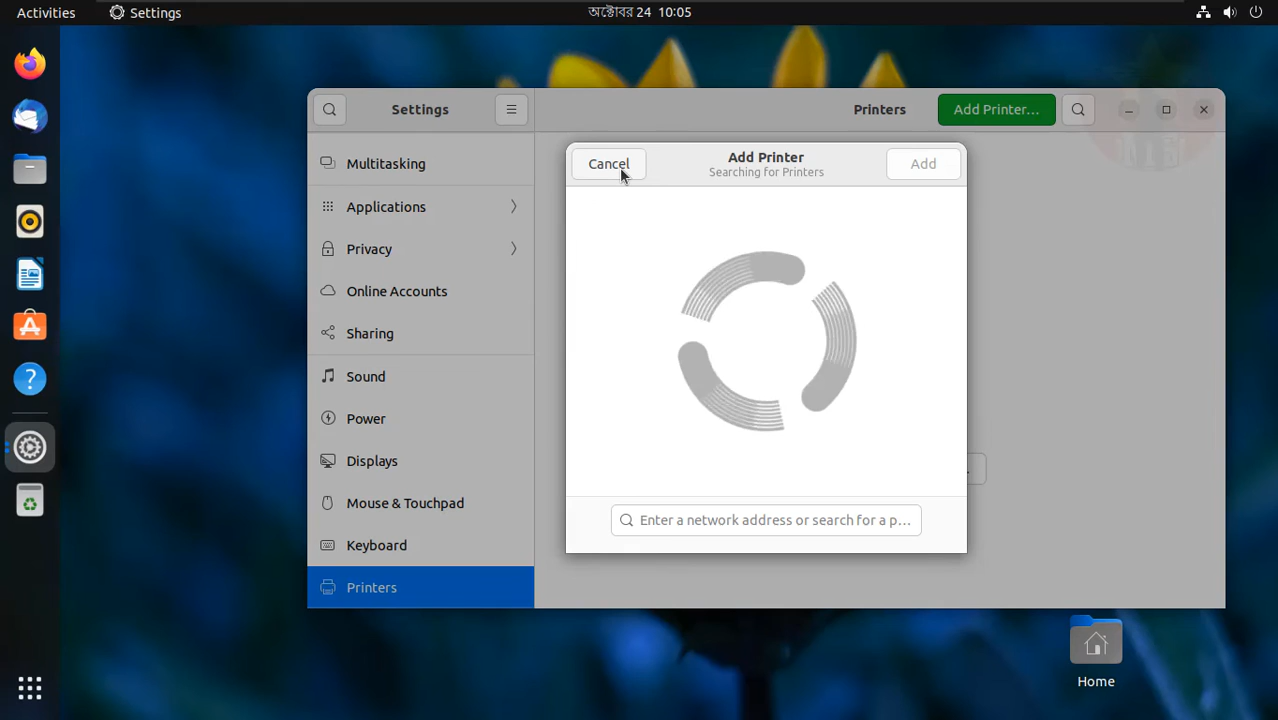 Activities
Settings
অক্টোবর 24 10:05
Settings
Printers
Add Printer...
Multitasking
Applications
Privacy
Online Accounts
Sharing
Sound
Power
Displays
Mouse & Touchpad
Keyboard
Printers
Cancel
Add Printer
Searching for Printers
Add
Enter a network address or search for a p...
Home